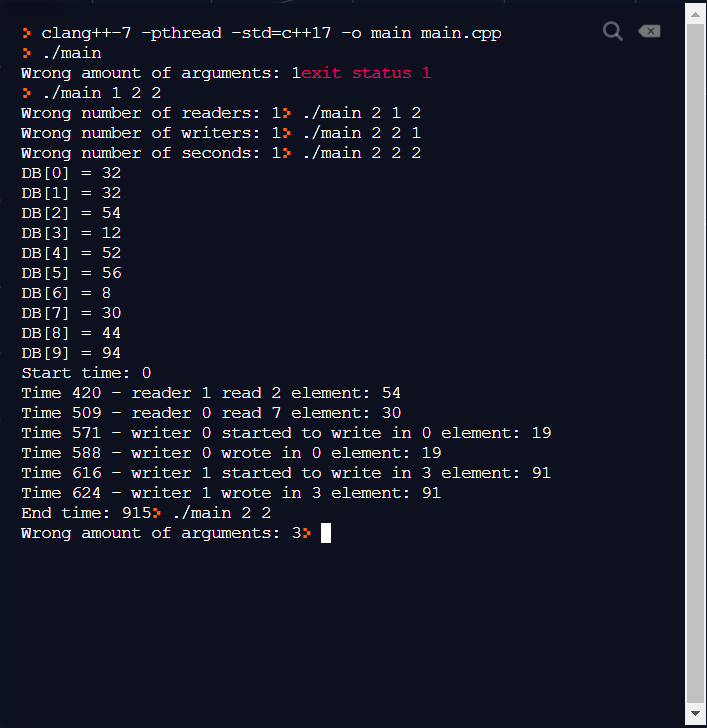 > clang++-7 -pthread -std=c++17 -o main main.cpp
> ./main
Wrong amount of arguments: 1exit status 1
> ./main 1 2 2
Wrong number of readers: 1> ./main 2 1 2
Wrong number of writers: 1> ./main 2 2 1
Wrong number of seconds: 1> ./main 2 2 2
DB[0] = 32
DB[1] = 32
DB[2] = 54
DB[3] = 12
DB[4] = 52
DB[5] = 56
DB[6] = 8
DB[7] = 30
DB[8] = 44
DB[9] = 94
Start time: 0
Time 420 - reader 1 read 2 element: 54
Time 509 - reader 0 read 7 element: 30
Time 571 - writer 0 started to write in 0 element: 19
Time 588 - writer 0 wrote in 0 element: 19
Time 616 - writer 1 started to write in 3 element: 91
Time 624 - writer 1 wrote in 3 element: 91
End time: 915> ./main 2 2
Wrong amount of arguments: 3>